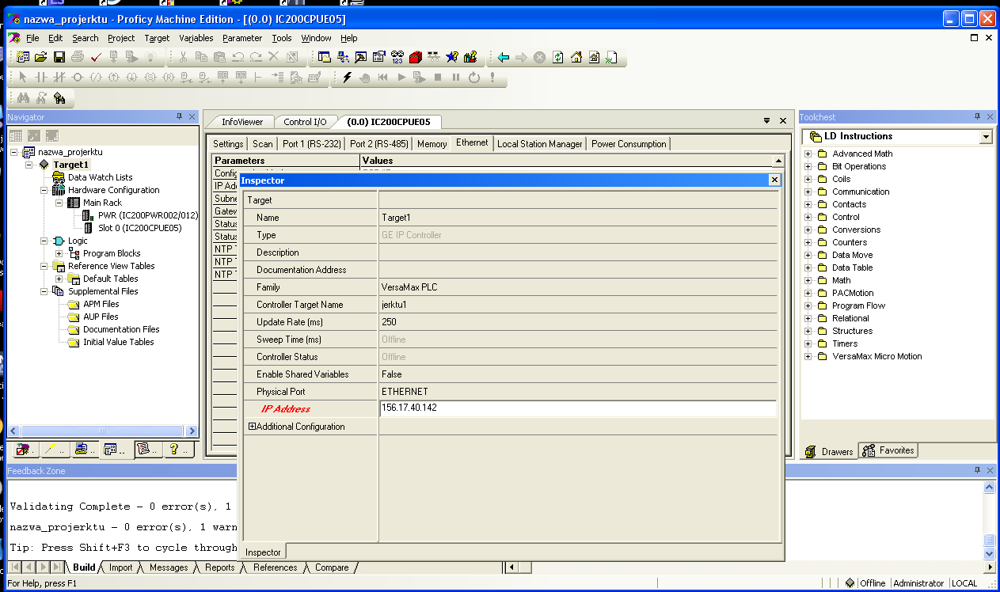 nazwa_projerktu - Proficy Machine Edition - [(0.0) IC200CPUE05]
File Edit Search Project Target Variables Parameter Tools Window Help
Navigator
nazwa_projerktu
Target1
Data Watch Lists
Hardware Configuration
Main Rack
PWR (IC200PWR002/012)
Slot 0 (IC200CPUE05)
Logic
Program Blocks
Reference View Tables
Default Tables
Supplemental Files
APM Files
AUP Files
Documentation Files
Initial Value Tables
InfoViewer Control I/O (0.0) IC200CPUE05
Settings Scan Port 1 (RS-232) Port 2 (RS-485) Memory Ethernet Local Station Manager Power Consumption
Parameters Values
Config
IP Add
Subne
Gatew
Status
Status
NTP T
NTP T
NTP T
Inspector
Target
Name Target1
Type GE IP Controller
Description
Documentation Address
Family VersaMax PLC
Controller Target Name jerktu1
Update Rate (ms) 250
Sweep Time (ms) Offline
Controller Status Offline
Enable Shared Variables False
Physical Port ETHERNET
IP Address 156.17.40.142
Additional Configuration
Inspector
Toolchest
LD Instructions
Advanced Math
Bit Operations
Coils
Communication
Contacts
Control
Conversions
Counters
Data Move
Data Table
Math
PACMotion
Program Flow
Relational
Structures
Timers
VersaMax Micro Motion
Drawers Favorites
Feedback Zone
Validating Complete - 0 error(s), 1
nazwa_projerktu - 0 error(s), 1 warn
Tip: Press Shift+F3 to cycle through
Build Import Messages Reports References Compare
For Help, press F1
Offline Administrator LOCAL